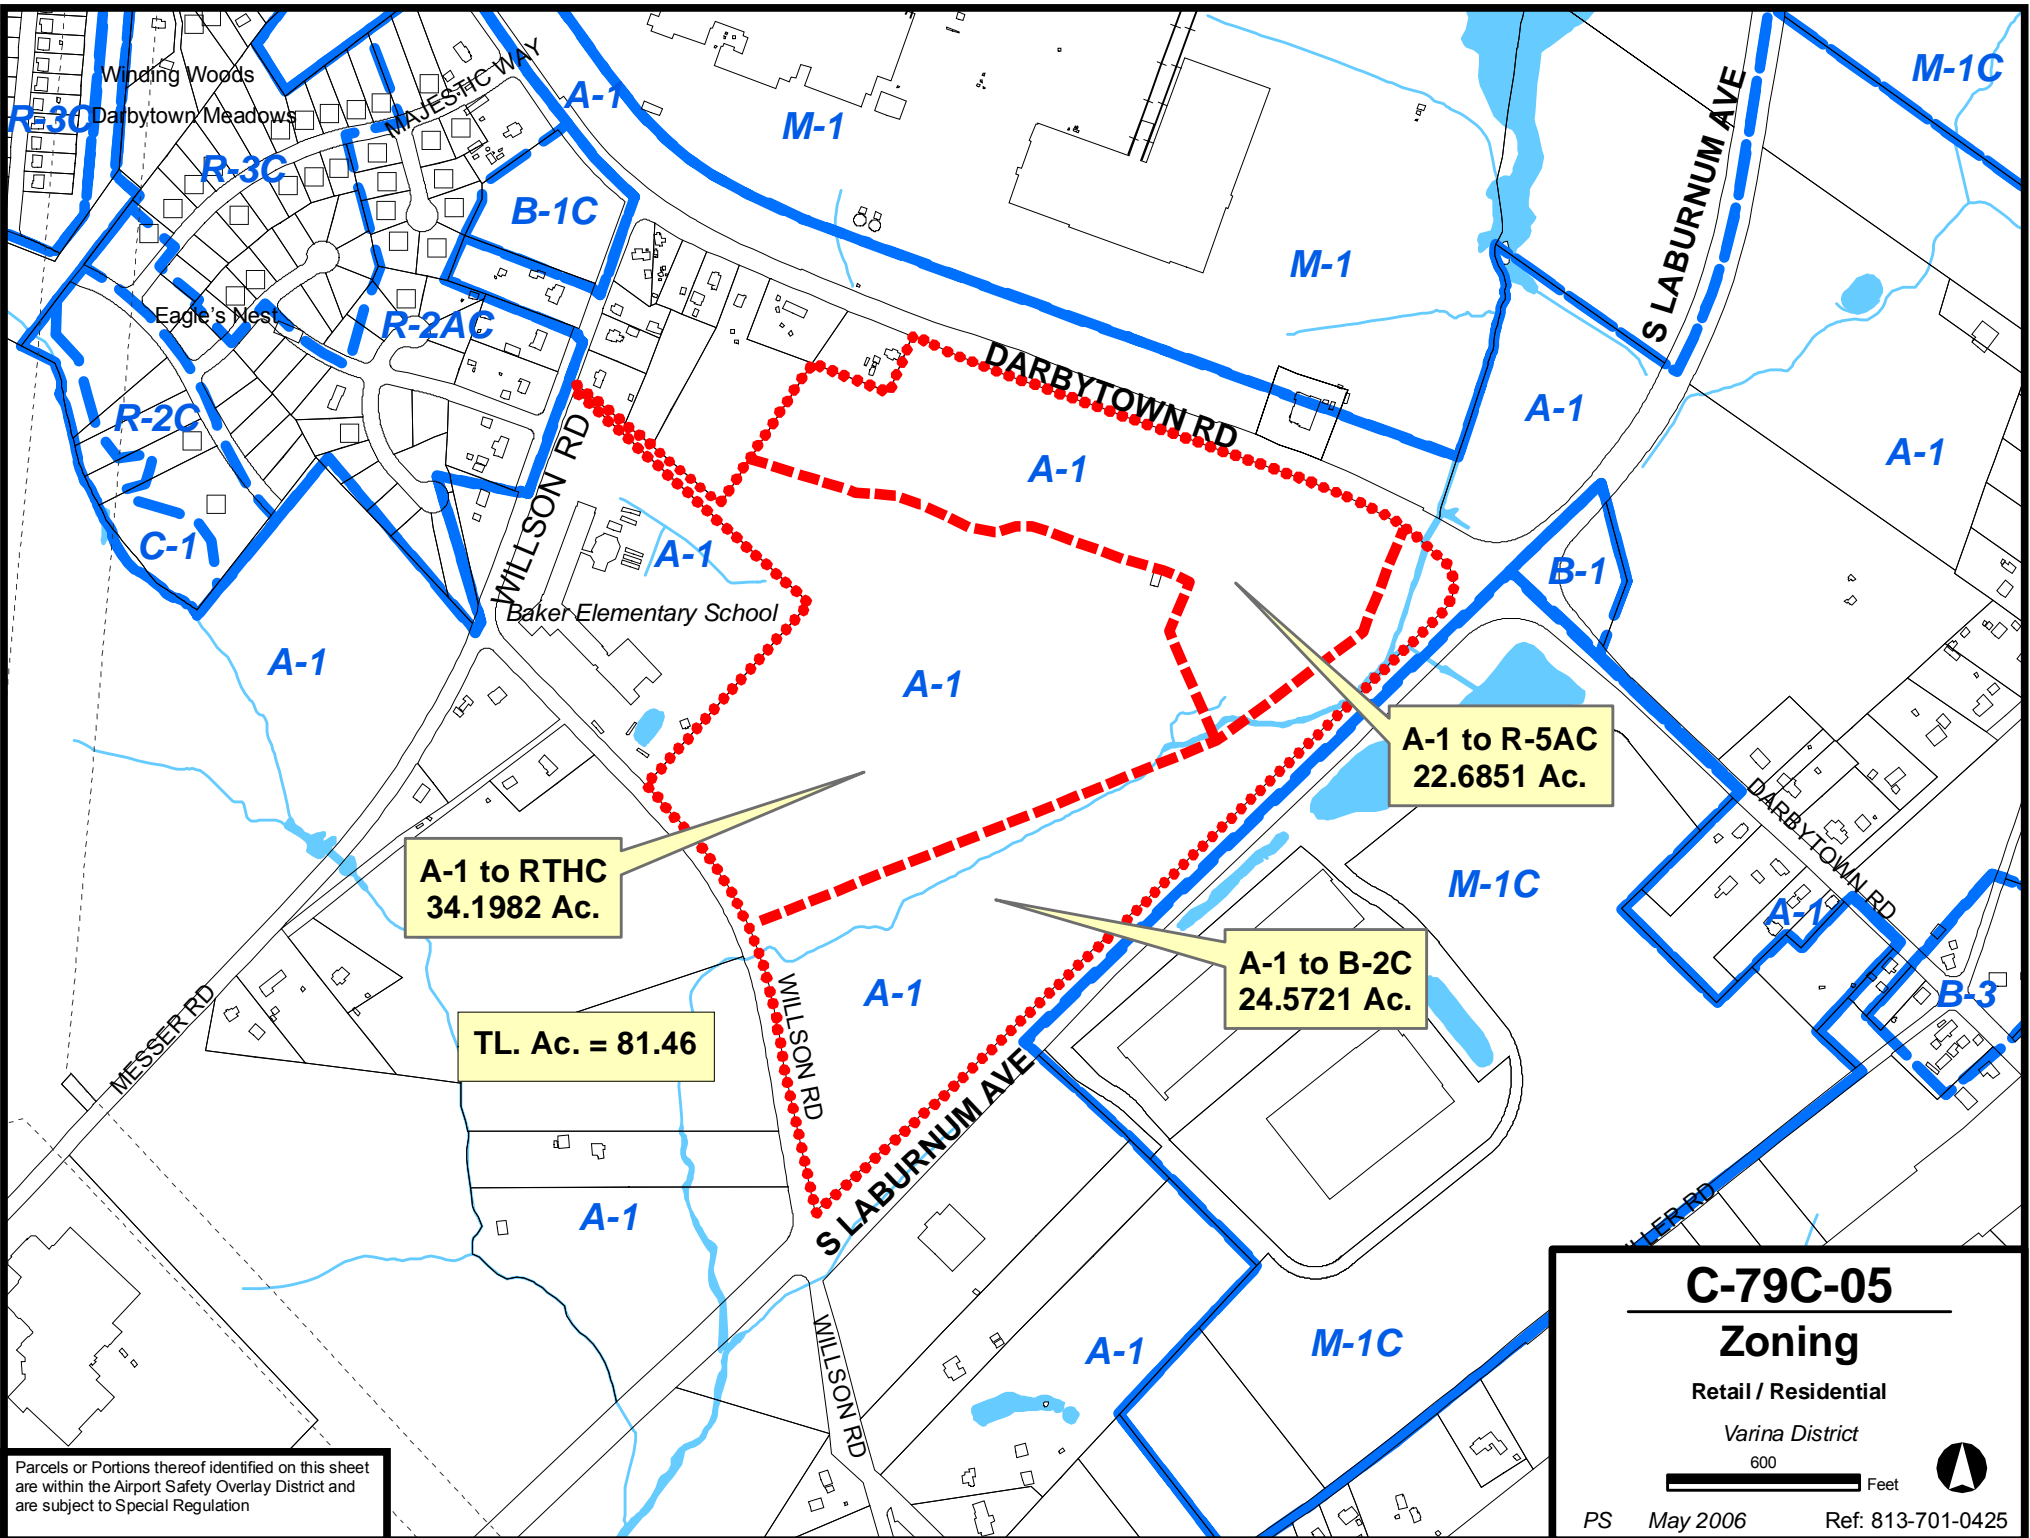 Winding Woods
Darbytown Meadows
MAJESTIC WAY
R-3C
R-3C
A-1
M-1
M-1C
B-1C
M-1
S LABURNUM AVE
Eagle's Nest
R-2AC
DARBYTOWN RD
R-2C
A-1
A-1
A-1
WILLSON RD
C-1
A-1
B-1
Baker Elementary School
A-1
A-1
A-1 to R-5AC
22.6851 Ac.
DARBYTOWN RD
A-1 to RTHC
34.1982 Ac.
M-1C
A-1
A-1 to B-2C
24.5721 Ac.
A-1
B-3
WILLSON RD
MESSER RD
TL. Ac. = 81.46
S LABURNUM AVE
A-1
LER RD
WILLSON RD
A-1
M-1C
C-79C-05
Zoning
Retail / Residential
Varina District
600
Feet
PS May 2006 Ref: 813-701-0425
Parcels or Portions thereof identified on this sheet
are within the Airport Safety Overlay District and
are subject to Special Regulation